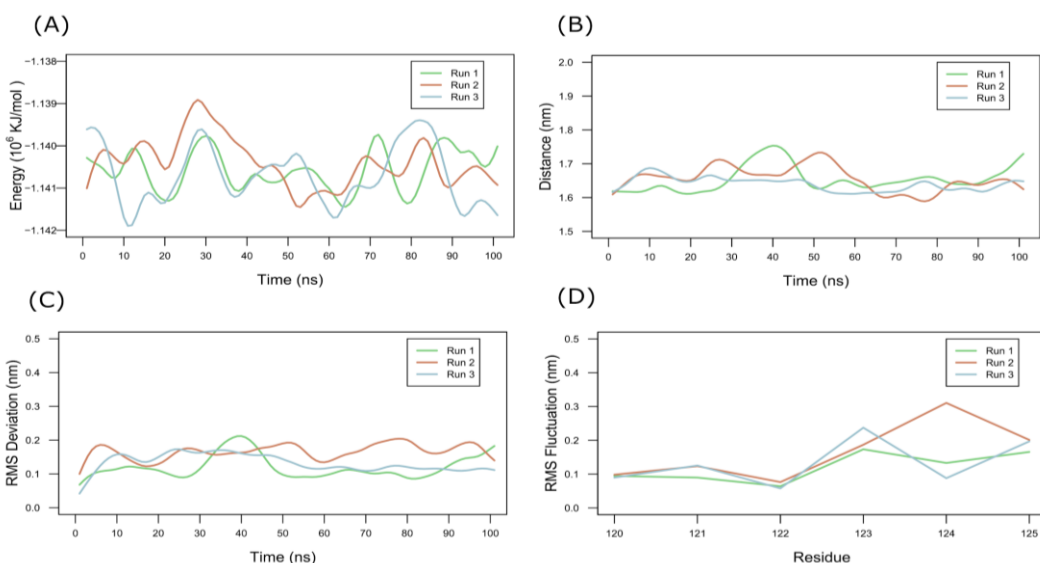 (A)
Energy (10⁶ KJ/mol)
−1.138
−1.139
−1.140
−1.141
−1.142
Run 1
Run 2
Run 3
0 10 20 30 40 50 60 70 80 90 101
Time (ns)
(B)
Distance (nm)
2.0
1.9
1.8
1.7
1.6
1.5
Run 1
Run 2
Run 3
0 10 20 30 40 50 60 70 80 90 101
Time (ns)
(C)
RMS Deviation (nm)
0.5
0.4
0.3
0.2
0.1
0.0
Run 1
Run 2
Run 3
0 10 20 30 40 50 60 70 80 90 101
Time (ns)
(D)
RMS Fluctuation (nm)
0.5
0.4
0.3
0.2
0.1
0.0
Run 1
Run 2
Run 3
120 121 122 123 124 125
Residue